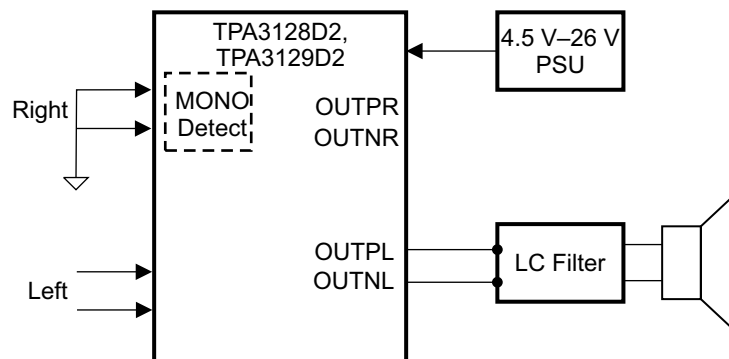 TPA3128D2,
TPA3129D2
4.5 V–26 V
PSU
Right
MONO
Detect
OUTPR
OUTNR
OUTPL
OUTNL
LC Filter
Left